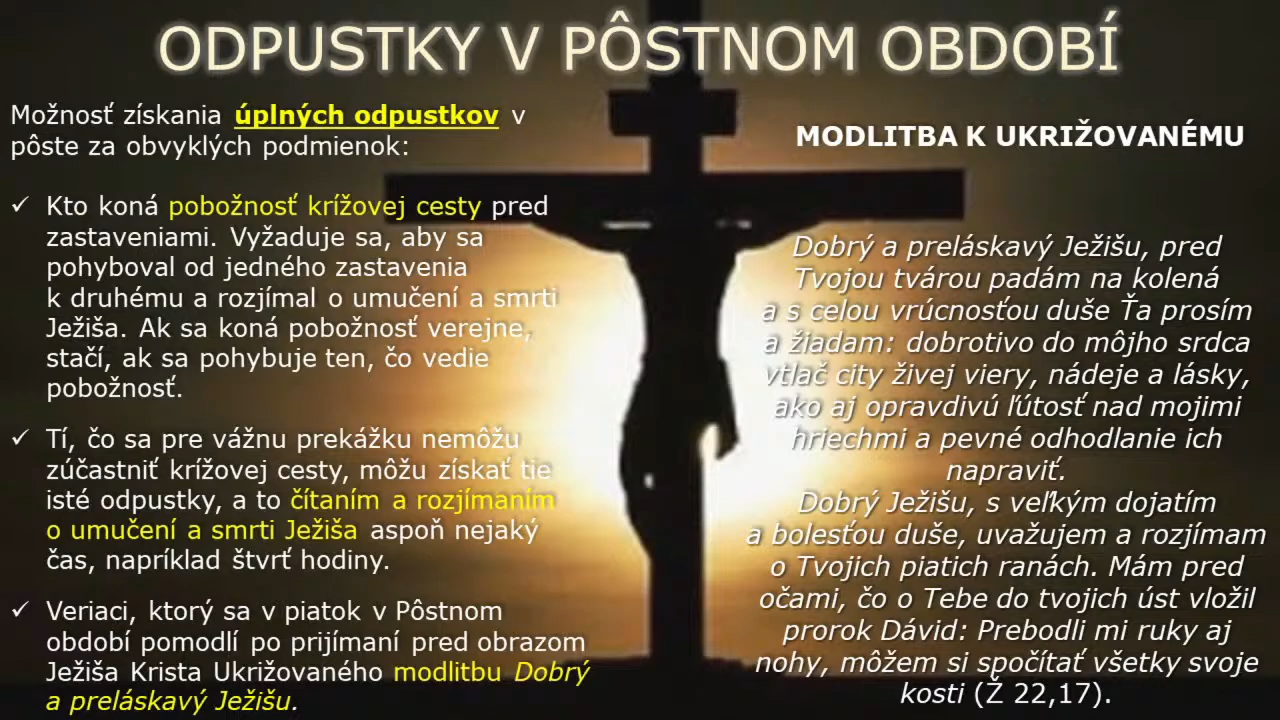 ODPUSTKY V PÔSTNOM OBDOBÍ
Možnosť získania úplných odpustkov v
pôste za obvyklých podmienok:
✓ Kto koná pobožnosť krížovej cesty pred
zastaveniami. Vyžaduje sa, aby sa
pohyboval od jedného zastavenia
k druhému a rozjímal o umučení a smrti
Ježiša. Ak sa koná pobožnosť verejne,
stačí, ak sa pohybuje ten, čo vedie
pobožnosť.
✓ Tí, čo sa pre vážnu prekážku nemôžu
zúčastniť krížovej cesty, môžu získať tie
isté odpustky, a to čítaním a rozjímaním
o umučení a smrti Ježiša aspoň nejaký
čas, napríklad štvrť hodiny.
✓ Veriaci, ktorý sa v piatok v Pôstnom
období pomodlí po prijímaní pred obrazom
Ježiša Krista Ukrižovaného modlitbu Dobrý
a preláskavý Ježišu.
MODLITBA K UKRIŽOVANÉMU
Dobrý a preláskavý Ježišu, pred
Tvojou tvárou padám na kolená
a s celou vrúcnosťou duše Ťa prosím
a žiadam: dobrotivo do môjho srdca
vtlač city živej viery, nádeje a lásky,
ako aj opravdivú ľútosť nad mojimi
hriechmi a pevné odhodlanie ich
napraviť.
Dobrý Ježišu, s veľkým dojatím
a bolesťou duše, uvažujem a rozjímam
o Tvojich piatich ranách. Mám pred
očami, čo o Tebe do tvojich úst vložil
prorok Dávid: Prebodli mi ruky aj
nohy, môžem si spočítať všetky svoje
kosti (Ž 22,17).